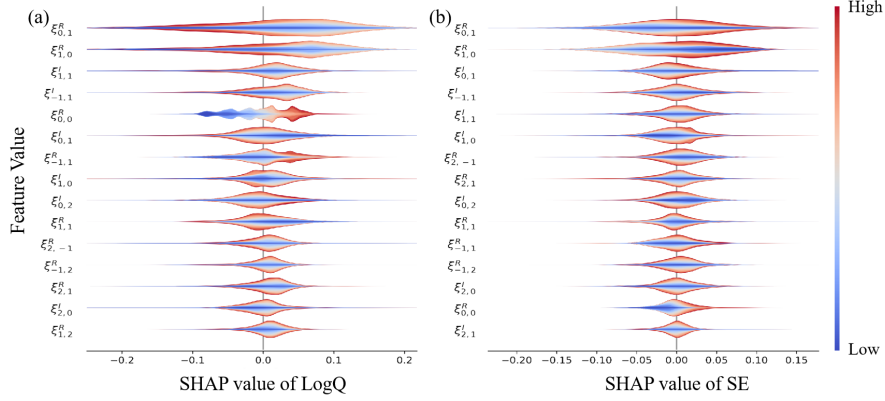 (a)
Feature Value
ξ^R_{0,1}
ξ^R_{1,0}
ξ^I_{1,1}
ξ^I_{-1,1}
ξ^R_{0,0}
ξ^I_{0,1}
ξ^R_{-1,1}
ξ^I_{1,0}
ξ^I_{0,2}
ξ^R_{1,1}
ξ^R_{2,-1}
ξ^R_{-1,2}
ξ^R_{2,1}
ξ^I_{2,0}
ξ^R_{1,2}
−0.2 −0.1 0.0 0.1 0.2
SHAP value of LogQ
(b)
ξ^R_{0,1}
ξ^R_{1,0}
ξ^I_{0,1}
ξ^I_{-1,1}
ξ^I_{1,1}
ξ^I_{1,0}
ξ^R_{2,-1}
ξ^R_{2,1}
ξ^I_{0,2}
ξ^R_{1,1}
ξ^R_{-1,1}
ξ^R_{-1,2}
ξ^I_{2,0}
ξ^R_{0,0}
ξ^I_{2,1}
−0.20 −0.15 −0.10 −0.05 0.00 0.05 0.10 0.15
SHAP value of SE
High
Low